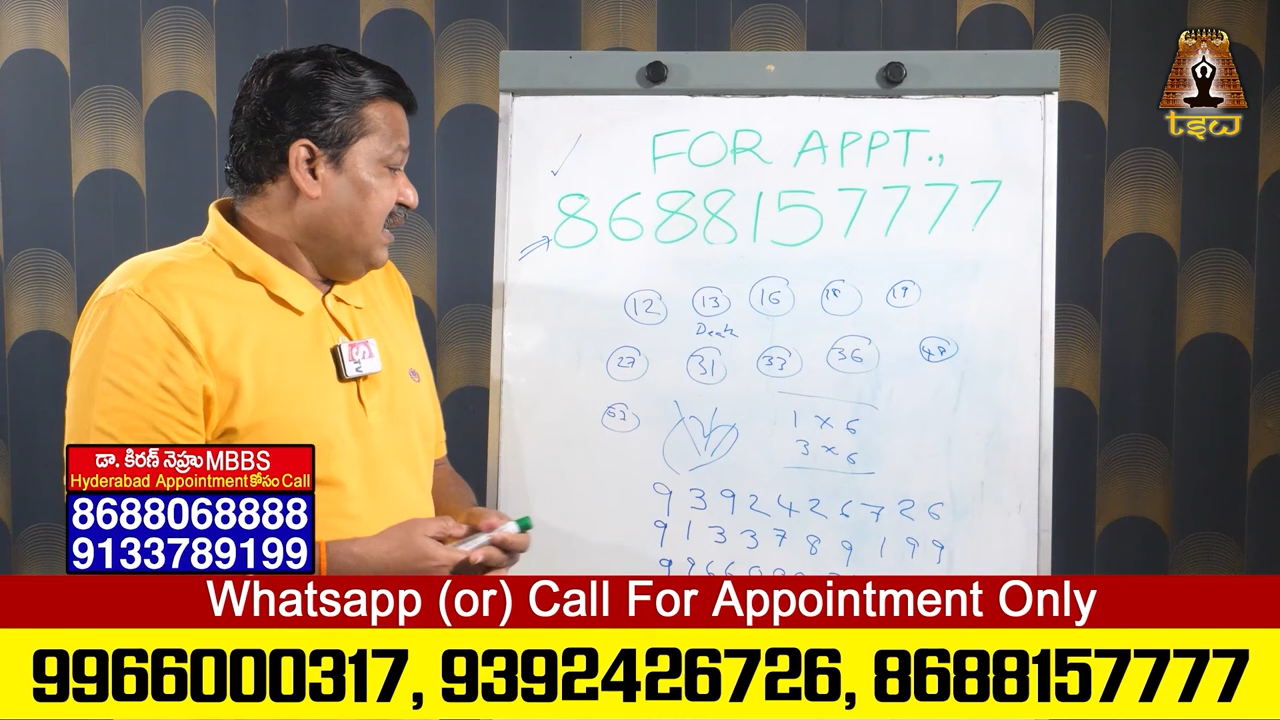 tsw
FOR APPT.,
8688157777
12 13 16 18 19
Death
27 31 33 36 48
53
1 x 6
3 x 6
9392426726
9133789199
డా. కిరణ్ నెహ్రు MBBS
Hyderabad Appointment కోసం Call
8688068888
9133789199
Whatsapp (or) Call For Appointment Only
9966000317, 9392426726, 8688157777